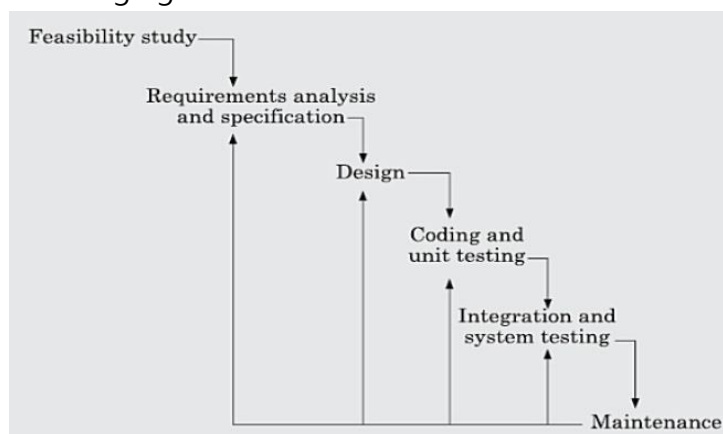 Feasibility study
Requirements analysis
and specification
Design
Coding and
unit testing
Integration and
system testing
Maintenance